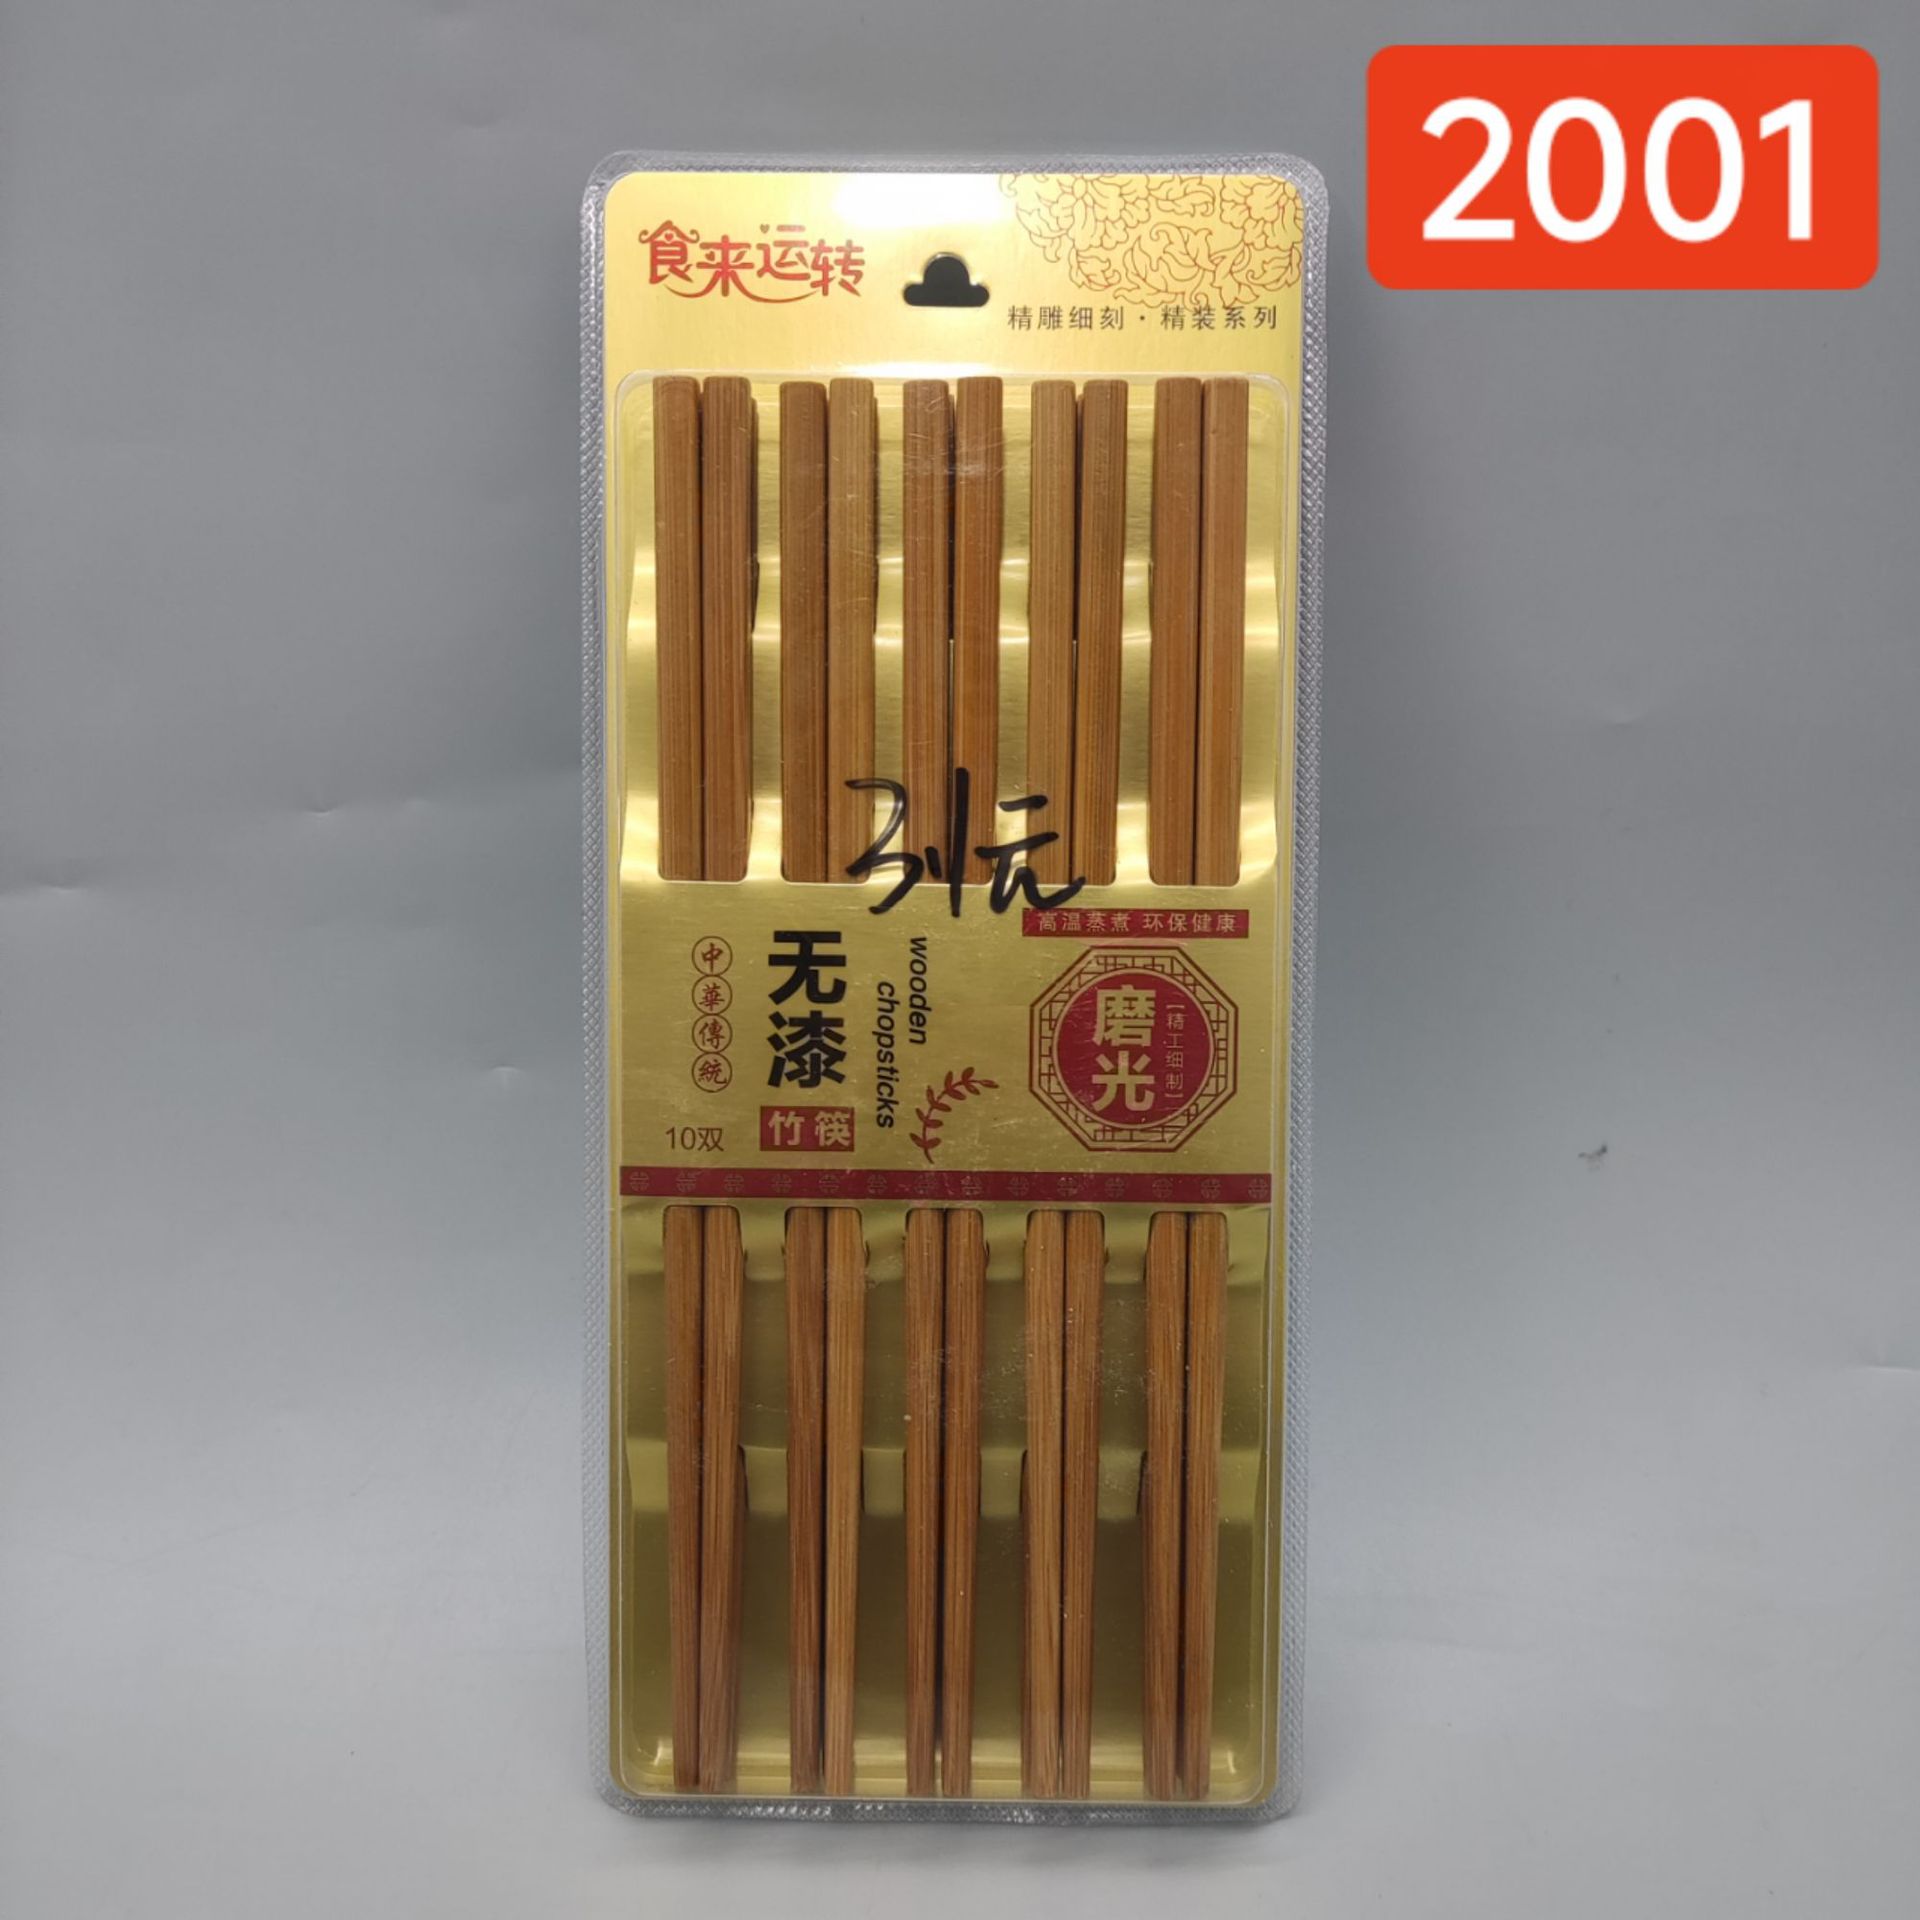 2001
食来运转
精雕细刻·精装系列
31元
高温蒸煮 环保健康
中華傳統
无漆
竹筷
wooden
chopsticks
磨光
[精工细制]
10双